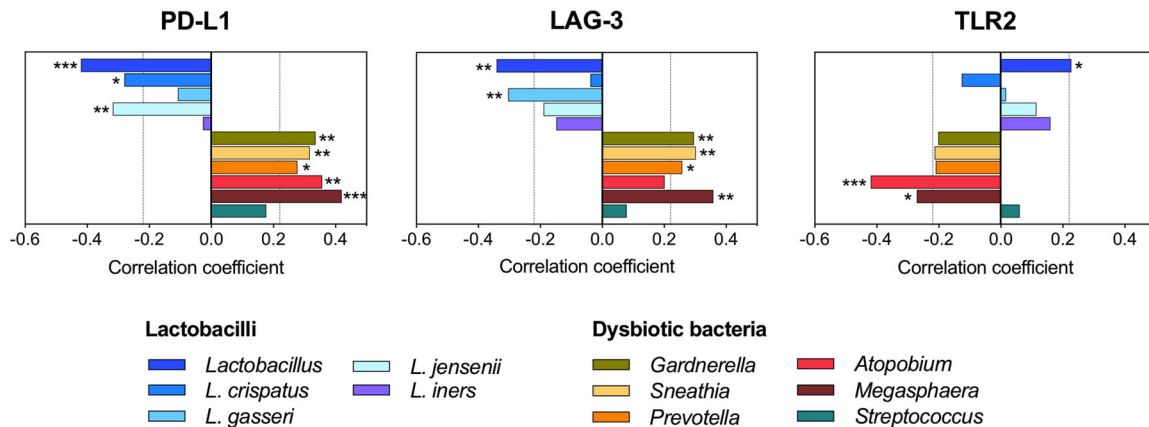 PD-L1 LAG-3 TLR2
*** ** *
* **
** **
** ** ***
** ** *
* *
** **
***
-0.6 -0.4 -0.2 0.0 0.2 0.4 -0.6 -0.4 -0.2 0.0 0.2 0.4 -0.6 -0.4 -0.2 0.0 0.2 0.4
Correlation coefficient Correlation coefficient Correlation coefficient
Lactobacilli Dysbiotic bacteria
Lactobacillus L. jensenii Gardnerella Atopobium
L. crispatus L. iners Sneathia Megasphaera
L. gasseri Prevotella Streptococcus